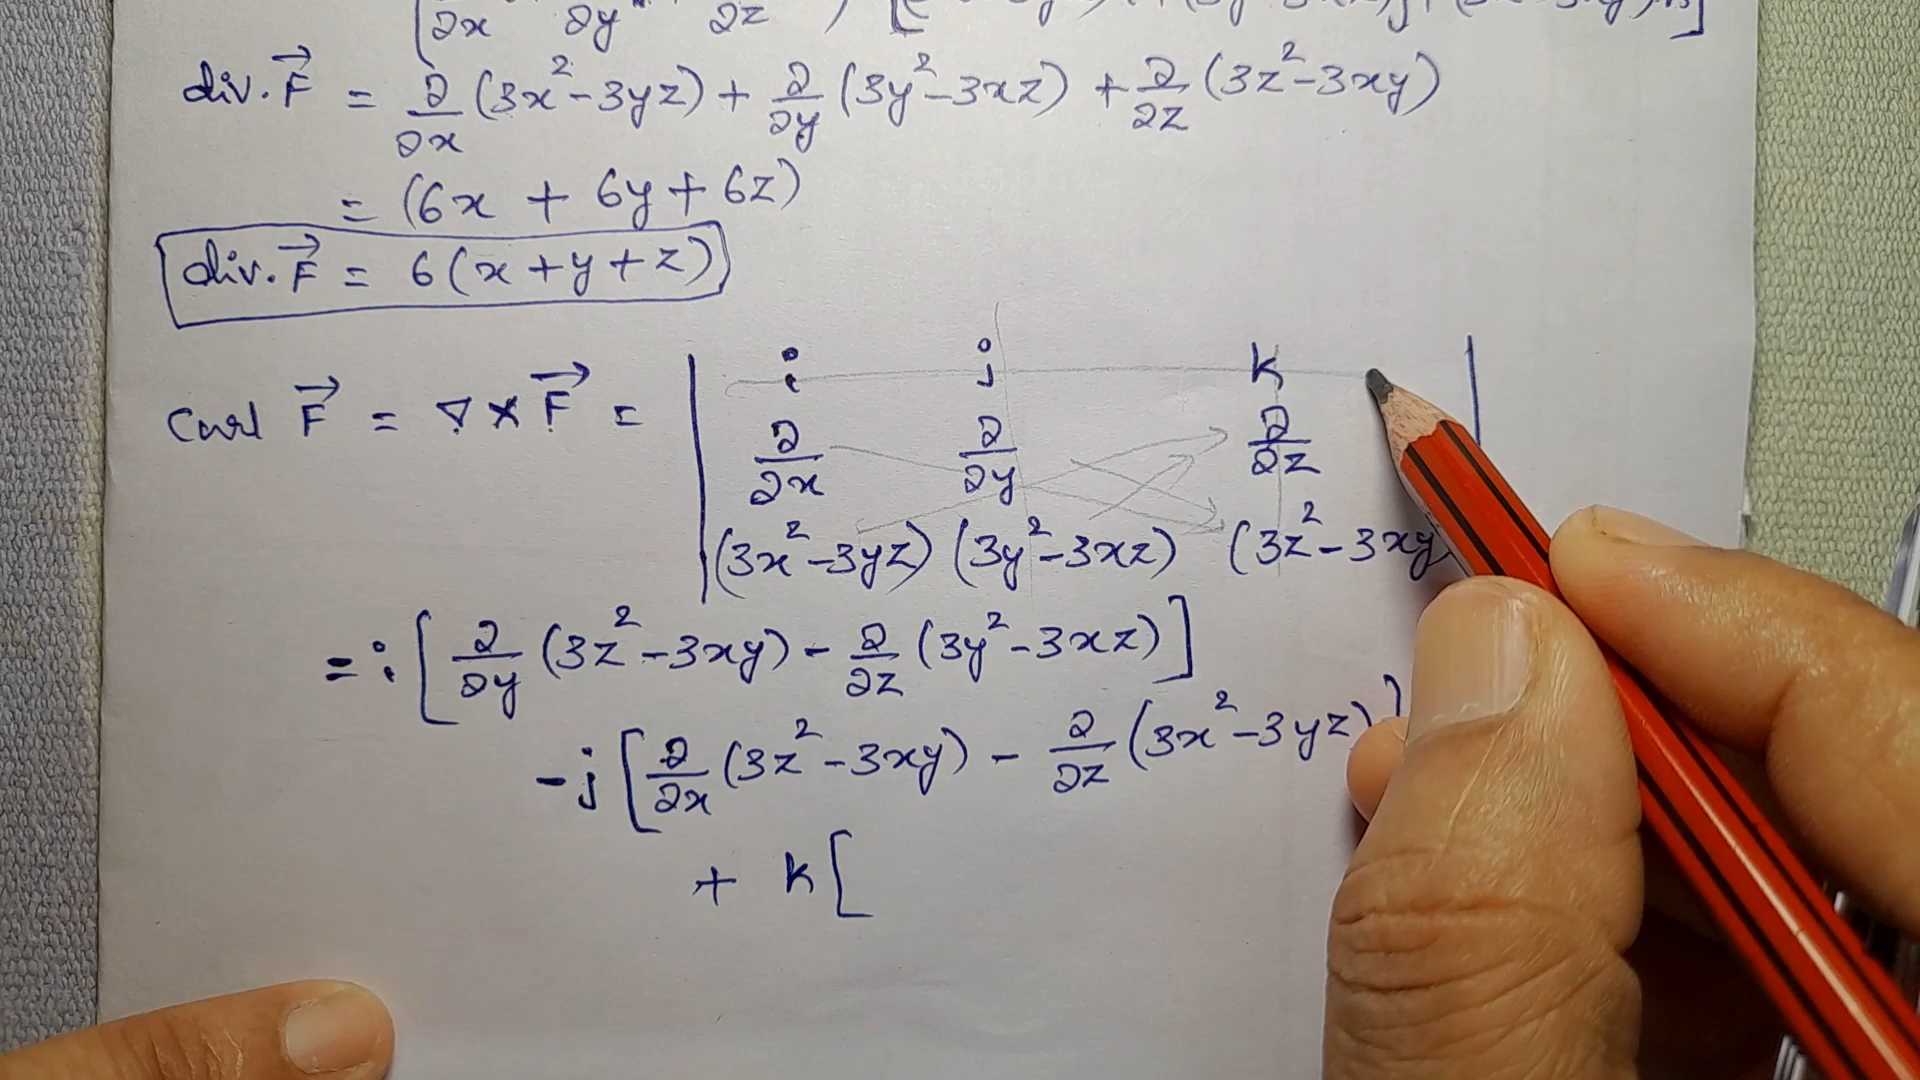 ∂x ∂y ∂z
div. F⃗ = ∂/∂x (3x² - 3yz) + ∂/∂y (3y² - 3xz) + ∂/∂z (3z² - 3xy)
= (6x + 6y + 6z)
div. F⃗ = 6(x + y + z)
i j k
Curl F⃗ = ∇ × F⃗ =
∂/∂x ∂/∂y ∂/∂z
(3x² - 3yz) (3y² - 3xz) (3z² - 3xy
= i [ ∂/∂y (3z² - 3xy) - ∂/∂z (3y² - 3xz) ]
- j [ ∂/∂x (3z² - 3xy) - ∂/∂z (3x² - 3yz) ]
+ k [